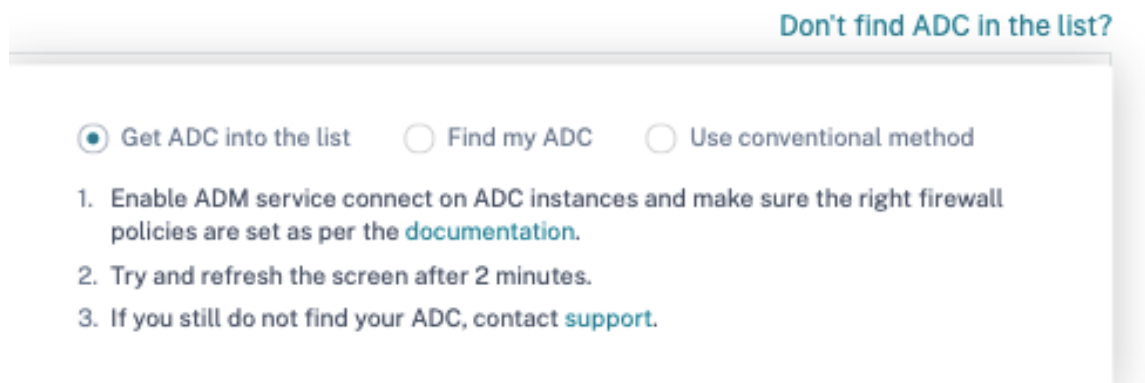 Don't find ADC in the list?
Get ADC into the list Find my ADC Use conventional method
1. Enable ADM service connect on ADC instances and make sure the right firewall
policies are set as per the documentation.
2. Try and refresh the screen after 2 minutes.
3. If you still do not find your ADC, contact support.